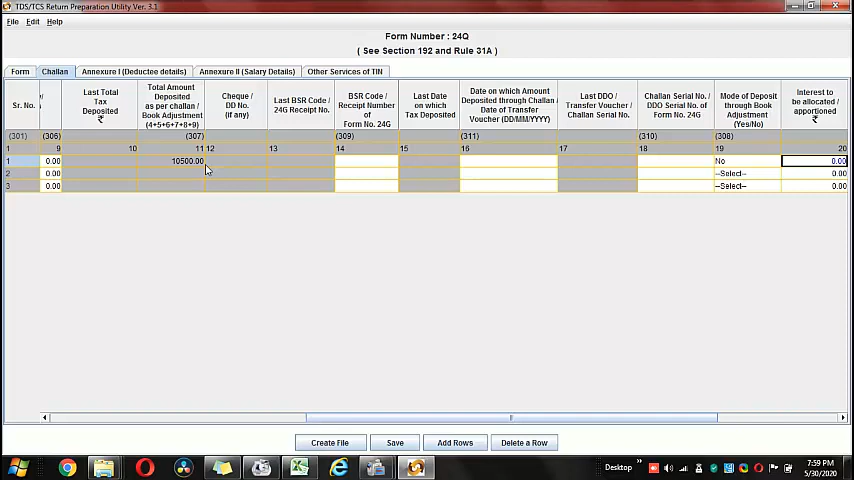 TDS/TCS Return Preparation Utility Ver. 3.1
File Edit Help
Form Number : 24Q
( See Section 192 and Rule 31A )
Form Challan Annexure I (Deductee details) Annexure II (Salary Details) Other Services of TIN
Sr. No.
Last Total
Tax
Deposited
₹
Total Amount
Deposited
as per challan /
Book Adjustment
(4+5+6+7+8+9)
Cheque /
DD No.
(if any)
Last BSR Code /
24G Receipt No.
BSR Code /
Receipt Number
of
Form No. 24G
Last Date
on which
Tax Deposited
Date on which Amount
Deposited through Challan /
Date of Transfer
Voucher (DD/MM/YYYY)
Last DDO /
Transfer Voucher /
Challan Serial No.
Challan Serial No. /
DDO Serial No. of
Form No. 24G
Mode of Deposit
through Book
Adjustment
(Yes/No)
Interest to
be allocated /
apportioned
₹
(301) (306) (307) (309) (311) (310) (308)
1 9 10 11 12 13 14 15 16 17 18 19 20
1 0.00 10500.00 No 0.00
2 0.00 --Select-- 0.00
3 0.00 --Select-- 0.00
Create File Save Add Rows Delete a Row
Desktop
7:59 PM
5/30/2020